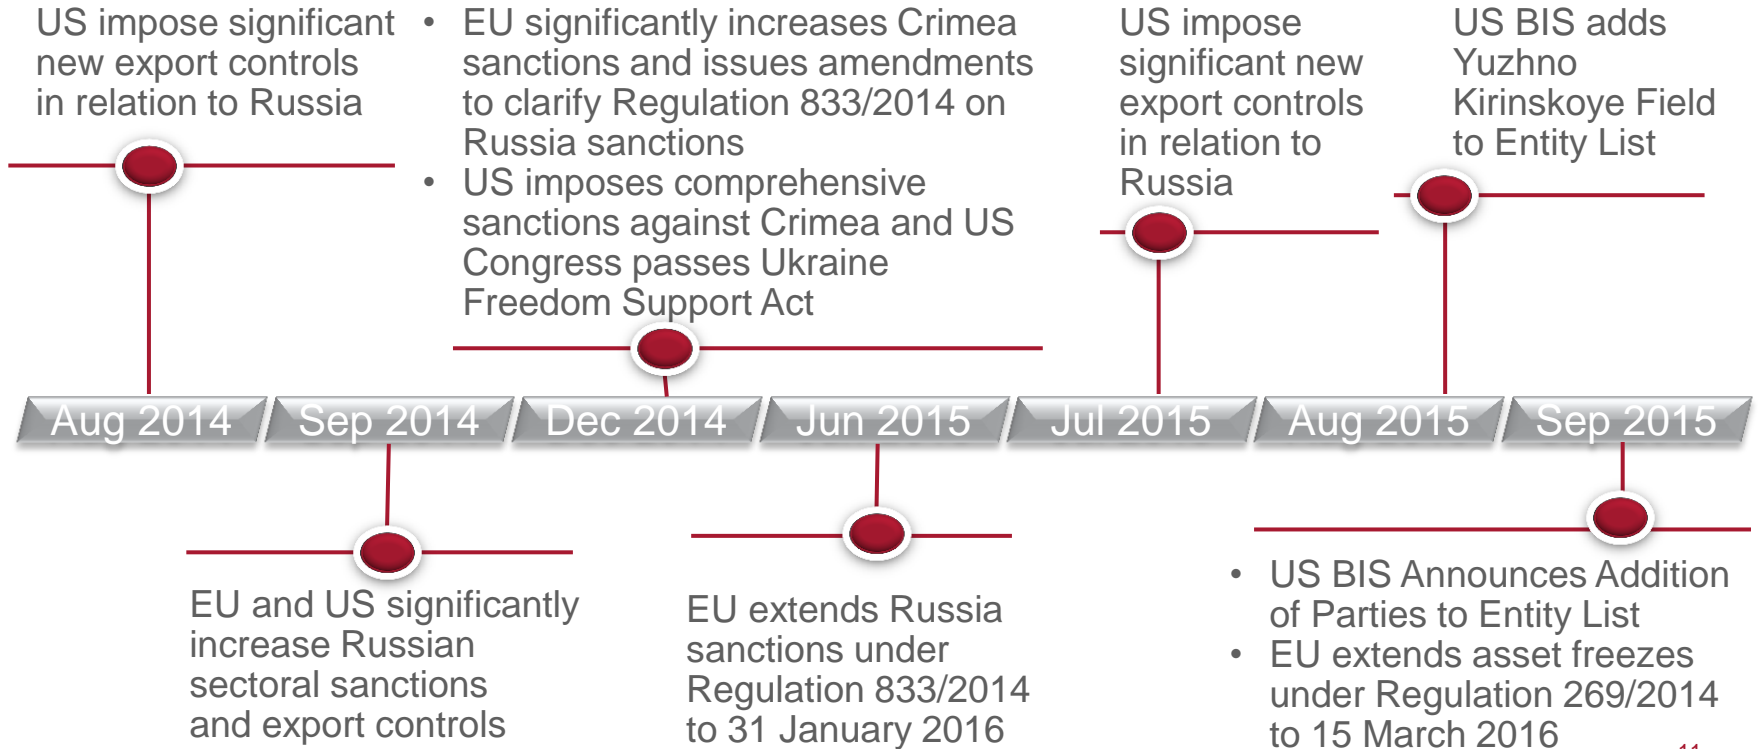 US impose significant
new export controls
in relation to Russia
• EU significantly increases Crimea
sanctions and issues amendments
to clarify Regulation 833/2014 on
Russia sanctions
• US imposes comprehensive
sanctions against Crimea and US
Congress passes Ukraine
Freedom Support Act
US impose
significant new
export controls
in relation to
Russia
US BIS adds
Yuzhno
Kirinskoye Field
to Entity List
Aug 2014
Sep 2014
Dec 2014
Jun 2015
Jul 2015
Aug 2015
Sep 2015
EU and US significantly
increase Russian
sectoral sanctions
and export controls
EU extends Russia
sanctions under
Regulation 833/2014
to 31 January 2016
• US BIS Announces Addition
of Parties to Entity List
• EU extends asset freezes
under Regulation 269/2014
to 15 March 2016